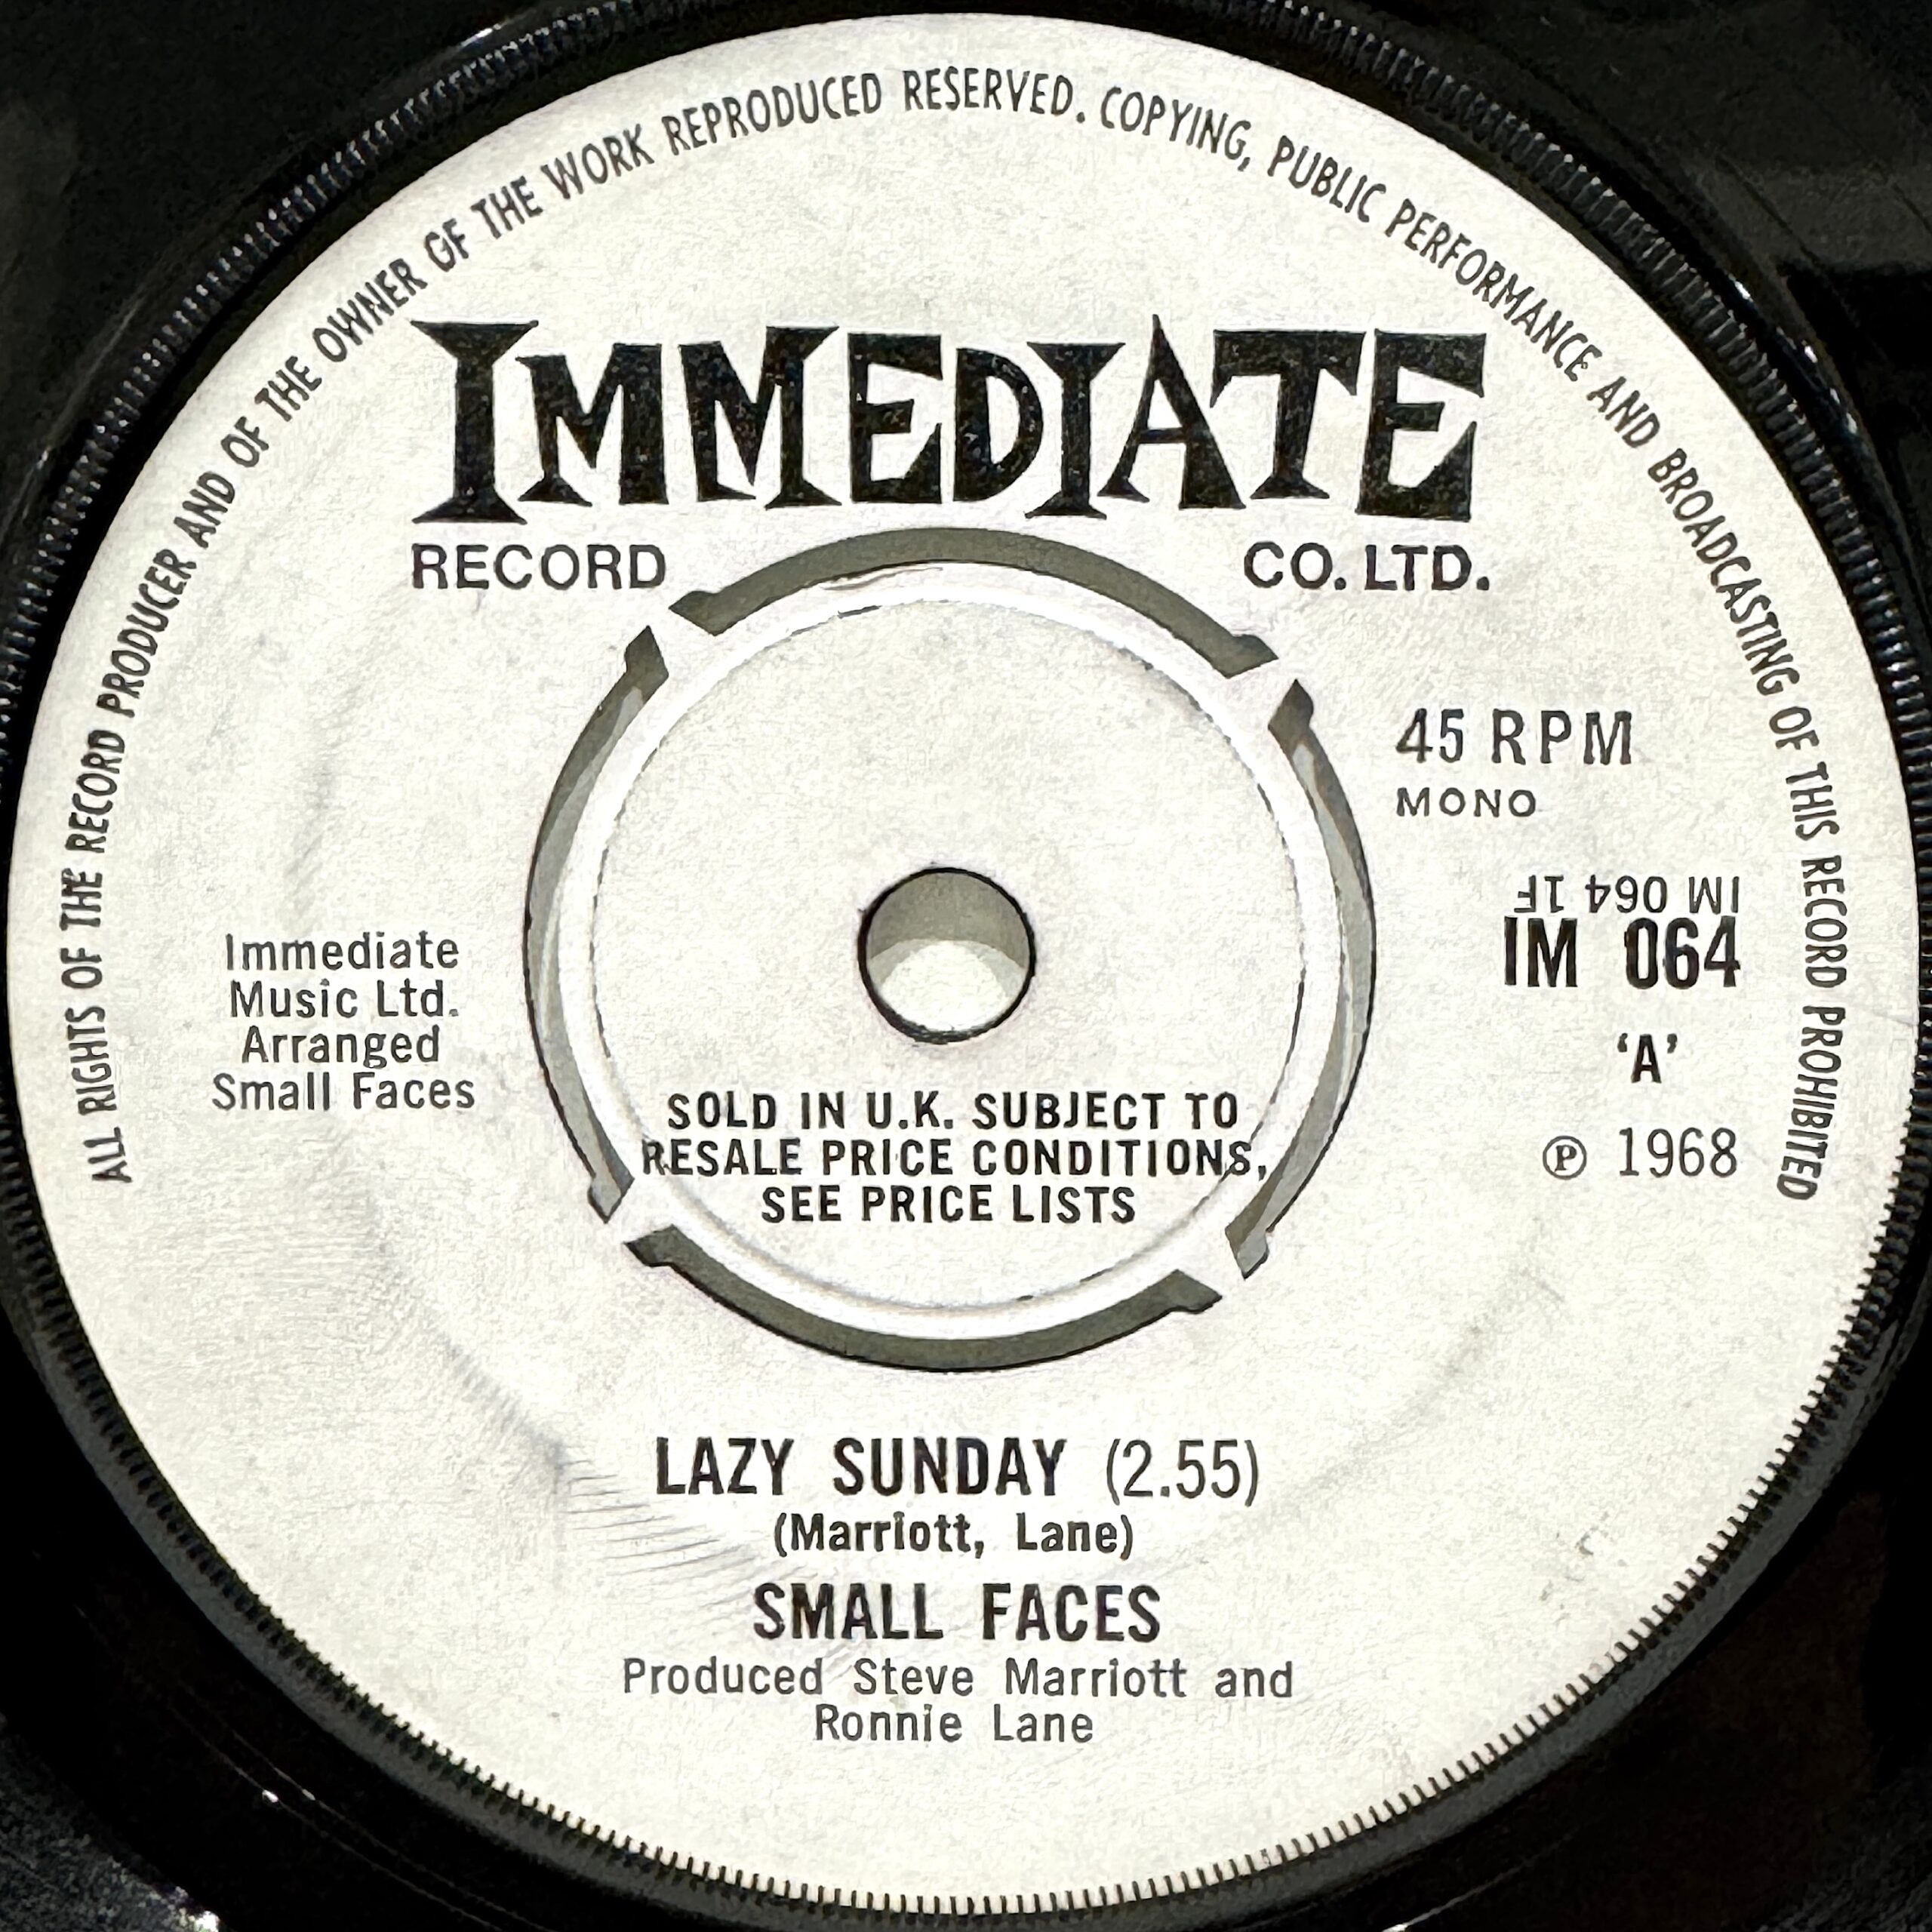 ALL RIGHTS OF THE RECORD PRODUCER AND OF THE OWNER OF THE WORK REPRODUCED RESERVED. COPYING, PUBLIC PERFORMANCE AND BROADCASTING OF THIS RECORD PROHIBITED
IMMEDIATE
RECORD CO. LTD.
45 RPM
MONO
IM 064 1F
IM 064
'A'
℗ 1968
Immediate
Music Ltd.
Arranged
Small Faces
SOLD IN U.K. SUBJECT TO
RESALE PRICE CONDITIONS,
SEE PRICE LISTS
LAZY SUNDAY (2.55)
(Marriott, Lane)
SMALL FACES
Produced Steve Marriott and
Ronnie Lane